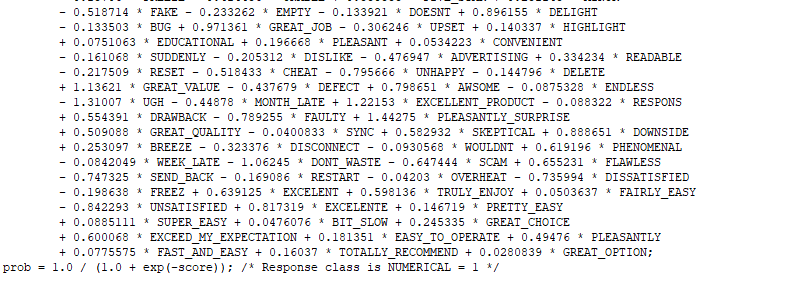 - 0.518714 * FAKE - 0.233262 * EMPTY - 0.133921 * DOESNT + 0.896155 * DELIGHT
- 0.133503 * BUG + 0.971361 * GREAT_JOB - 0.306246 * UPSET + 0.140337 * HIGHLIGHT
+ 0.0751063 * EDUCATIONAL + 0.196668 * PLEASANT + 0.0534223 * CONVENIENT
- 0.161068 * SUDDENLY - 0.205312 * DISLIKE - 0.476947 * ADVERTISING + 0.334234 * READABLE
- 0.217509 * RESET - 0.518433 * CHEAT - 0.795666 * UNHAPPY - 0.144796 * DELETE
+ 1.13621 * GREAT_VALUE - 0.437679 * DEFECT + 0.798651 * AWSOME - 0.0875328 * ENDLESS
- 1.31007 * UGH - 0.44878 * MONTH_LATE + 1.22153 * EXCELLENT_PRODUCT - 0.088322 * RESPONS
+ 0.554391 * DRAWBACK - 0.789255 * FAULTY + 1.44275 * PLEASANTLY_SURPRISE
+ 0.509088 * GREAT_QUALITY - 0.0400833 * SYNC + 0.582932 * SKEPTICAL + 0.888651 * DOWNSIDE
+ 0.253097 * BREEZE - 0.323376 * DISCONNECT - 0.0930568 * WOULDNT + 0.619196 * PHENOMENAL
- 0.0842049 * WEEK_LATE - 1.06245 * DONT_WASTE - 0.647444 * SCAM + 0.655231 * FLAWLESS
- 0.747325 * SEND_BACK - 0.169086 * RESTART - 0.04203 * OVERHEAT - 0.735994 * DISSATISFIED
- 0.198638 * FREEZ + 0.639125 * EXCELENT + 0.598136 * TRULY_ENJOY + 0.0503637 * FAIRLY_EASY
- 0.842293 * UNSATISFIED + 0.817319 * EXCELENTE + 0.146719 * PRETTY_EASY
+ 0.0885111 * SUPER_EASY + 0.0476076 * BIT_SLOW + 0.245335 * GREAT_CHOICE
+ 0.600068 * EXCEED_MY_EXPECTATION + 0.181351 * EASY_TO_OPERATE + 0.49476 * PLEASANTLY
+ 0.0775575 * FAST_AND_EASY + 0.16037 * TOTALLY_RECOMMEND + 0.0280839 * GREAT_OPTION;
prob = 1.0 / (1.0 + exp(-score)); /* Response class is NUMERICAL = 1 */